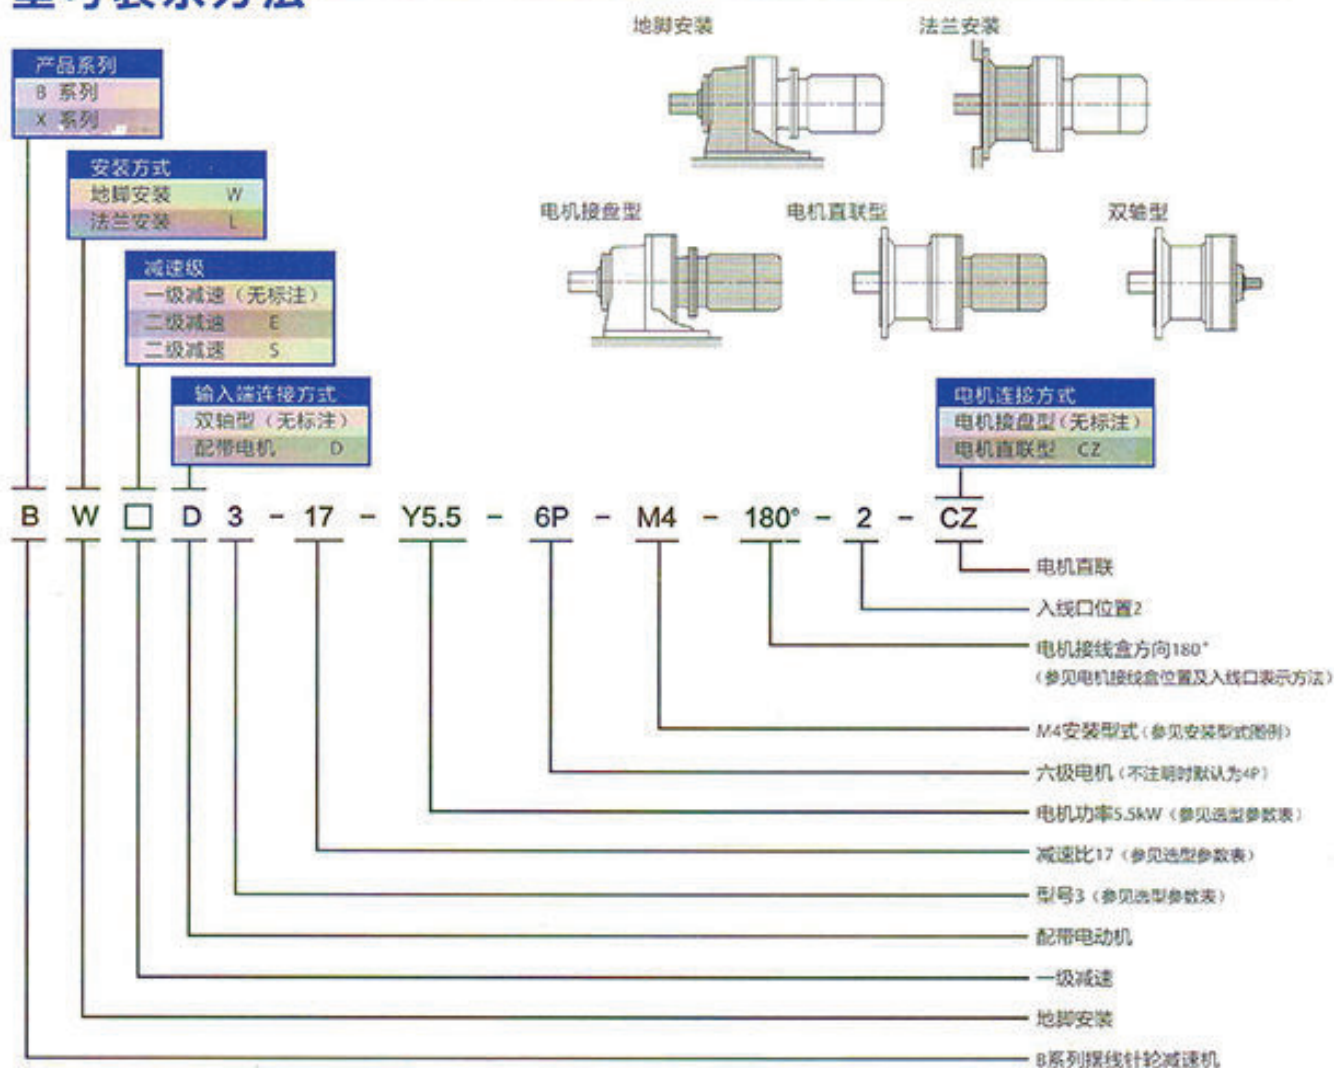 型号表示方法
地脚安装
法兰安装
产品系列
B 系列
X 系列
安装方式
地脚安装 W
法兰安装 L
电机接盘型
电机直联型
双轴型
减速级
一级减速（无标注）
二级减速 E
二级减速 S
输入端连接方式
双轴型（无标注）
配带电机 D
电机连接方式
电机接盘型（无标注）
电机直联型 CZ
B W □ D 3 - 17 - Y5.5 - 6P - M4 - 180° - 2 - CZ
电机直联
入线口位置2
电机接线盒方向180°
（参见电机接线盒位置及入线口表示方法）
M4安装型式（参见安装型式图例）
六极电机（不注明时默认为4P）
电机功率5.5kW（参见选型参数表）
减速比17（参见选型参数表）
型号3（参见选型参数表）
配带电动机
一级减速
地脚安装
B系列摆线针轮减速机